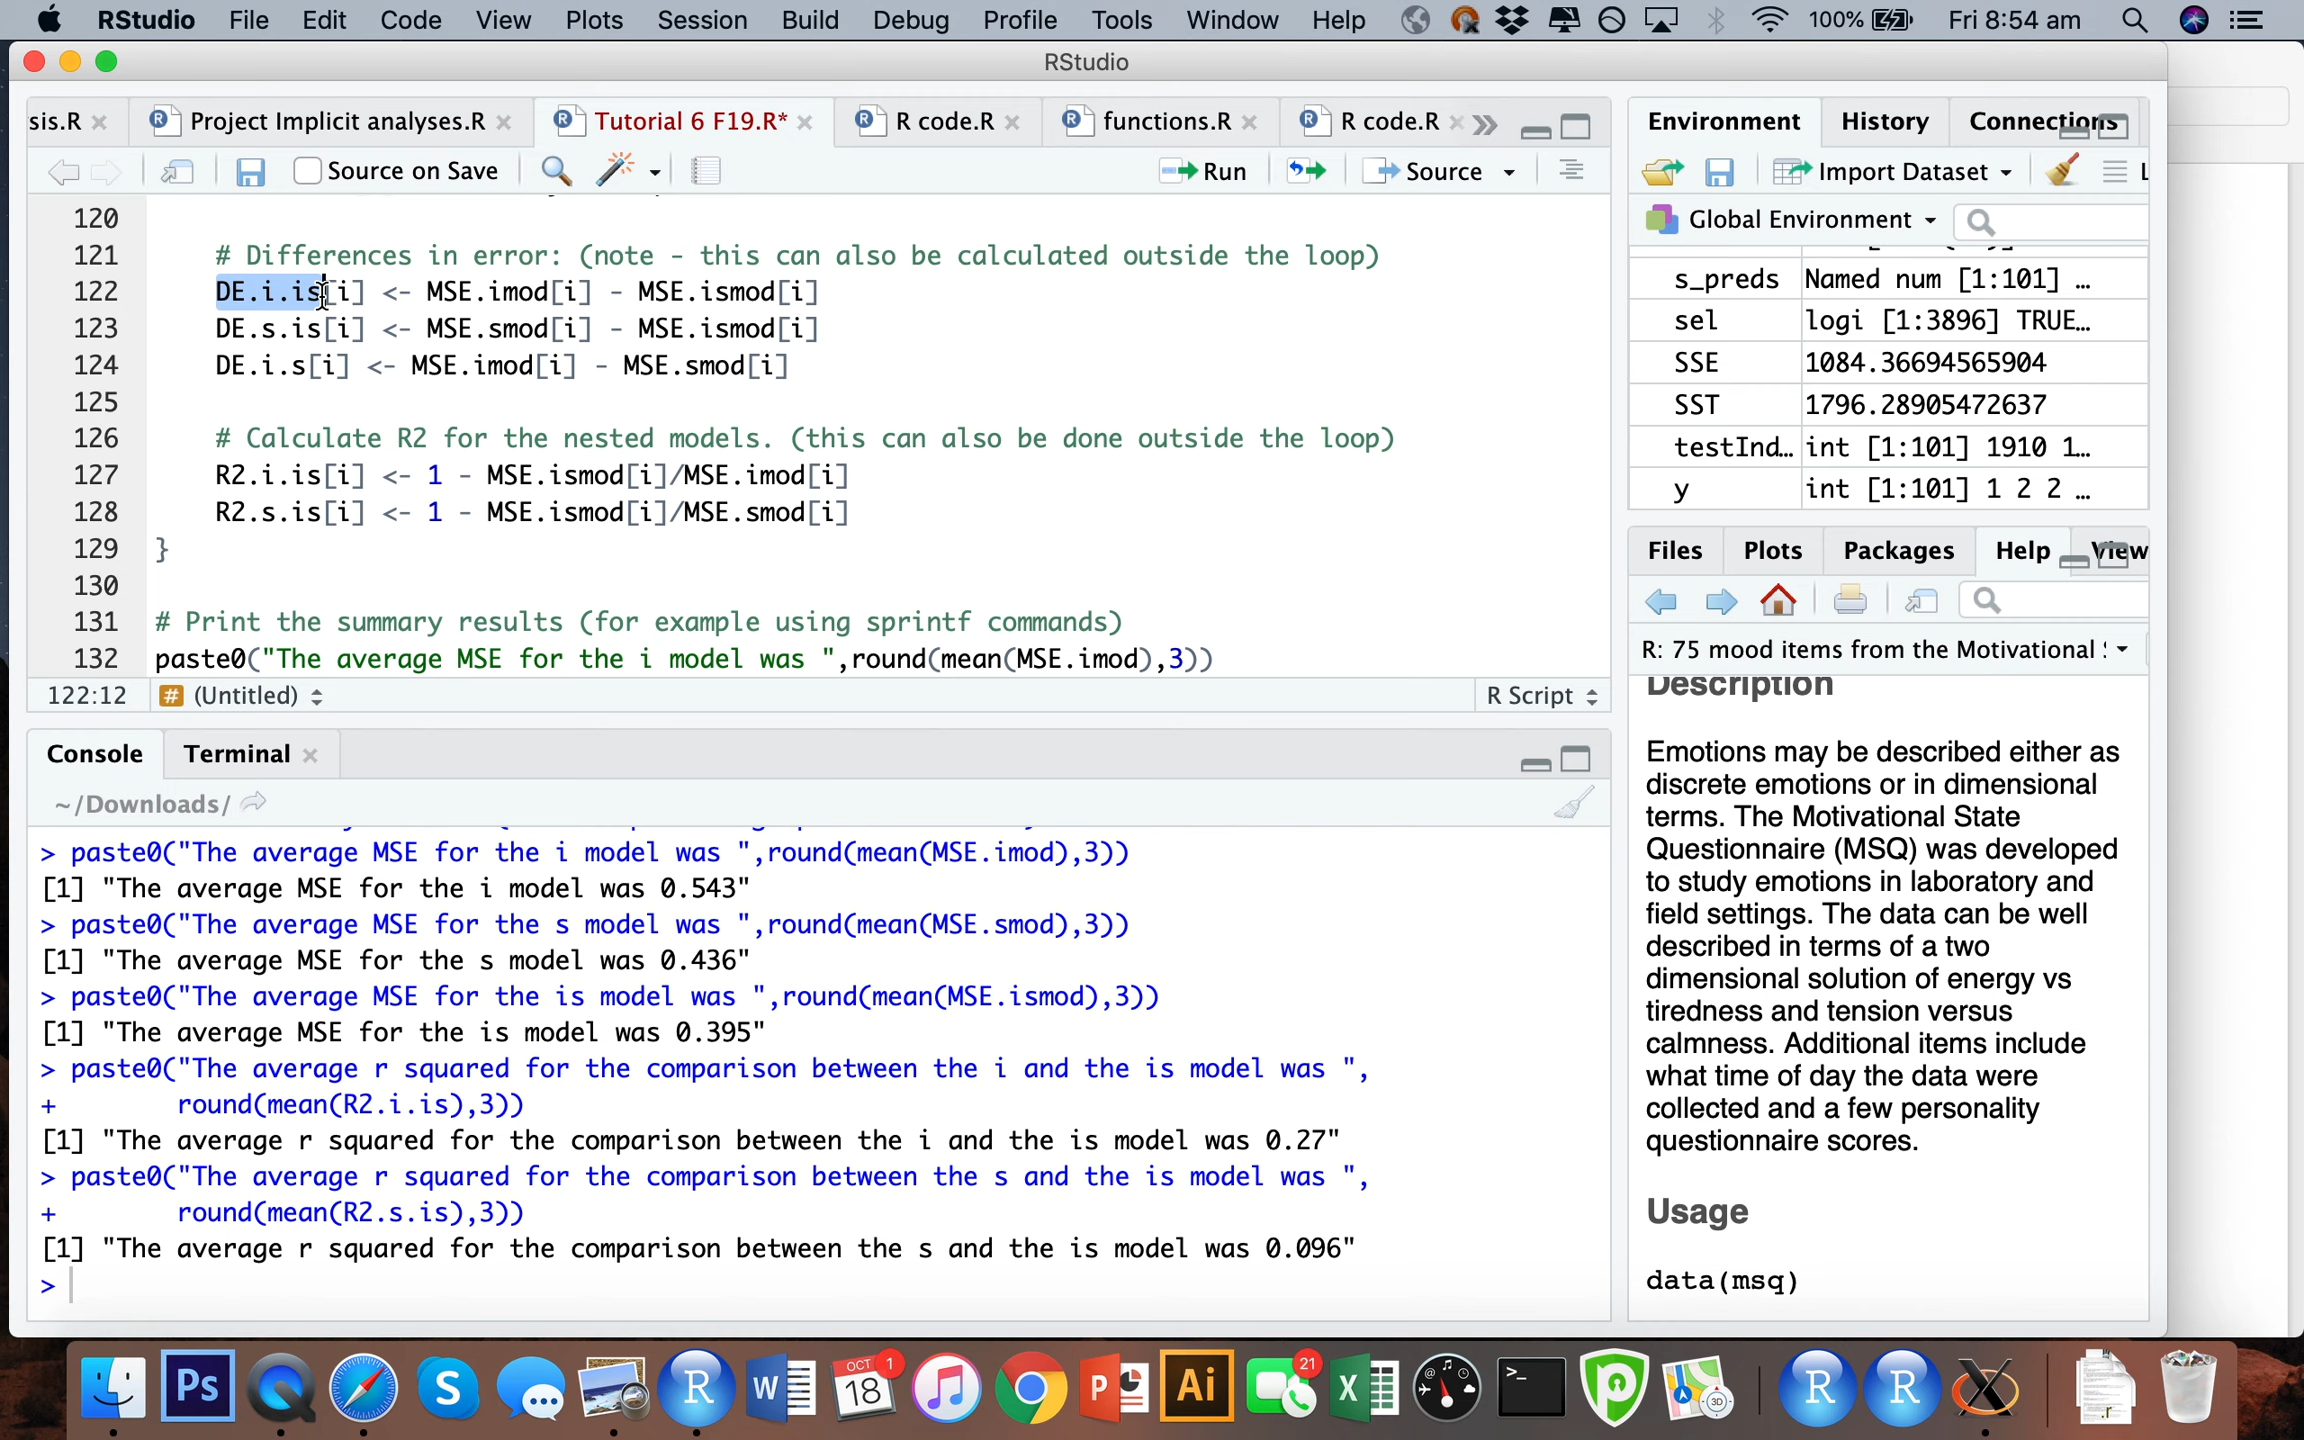 RStudio File Edit Code View Plots Session Build Debug Profile Tools Window Help 100% Fri 8:54 am
RStudio
sis.R Project Implicit analyses.R Tutorial 6 F19.R* R code.R functions.R R code.R
Source on Save Run Source
120
121 # Differences in error: (note - this can also be calculated outside the loop)
122 DE.i.is[i] <- MSE.imod[i] - MSE.ismod[i]
123 DE.s.is[i] <- MSE.smod[i] - MSE.ismod[i]
124 DE.i.s[i] <- MSE.imod[i] - MSE.smod[i]
125
126 # Calculate R2 for the nested models. (this can also be done outside the loop)
127 R2.i.is[i] <- 1 - MSE.ismod[i]/MSE.imod[i]
128 R2.s.is[i] <- 1 - MSE.ismod[i]/MSE.smod[i]
129 }
130
131 # Print the summary results (for example using sprintf commands)
132 paste0("The average MSE for the i model was ",round(mean(MSE.imod),3))
122:12 # (Untitled) R Script
Console Terminal
~/Downloads/
> paste0("The average MSE for the i model was ",round(mean(MSE.imod),3))
[1] "The average MSE for the i model was 0.543"
> paste0("The average MSE for the s model was ",round(mean(MSE.smod),3))
[1] "The average MSE for the s model was 0.436"
> paste0("The average MSE for the is model was ",round(mean(MSE.ismod),3))
[1] "The average MSE for the is model was 0.395"
> paste0("The average r squared for the comparison between the i and the is model was ",
+ round(mean(R2.i.is),3))
[1] "The average r squared for the comparison between the i and the is model was 0.27"
> paste0("The average r squared for the comparison between the s and the is model was ",
+ round(mean(R2.s.is),3))
[1] "The average r squared for the comparison between the s and the is model was 0.096"
>
Environment History Connections
Import Dataset L
Global Environment
s_preds Named num [1:101] …
sel logi [1:3896] TRUE…
SSE 1084.36694565904
SST 1796.28905472637
testInd… int [1:101] 1910 1…
y int [1:101] 1 2 2 …
Files Plots Packages Help View
R: 75 mood items from the Motivational
Description
Emotions may be described either as
discrete emotions or in dimensional
terms. The Motivational State
Questionnaire (MSQ) was developed
to study emotions in laboratory and
field settings. The data can be well
described in terms of a two
dimensional solution of energy vs
tiredness and tension versus
calmness. Additional items include
what time of day the data were
collected and a few personality
questionnaire scores.
Usage
data(msq)
Ps S R W OCT 18 1 P Ai 21 X >_ 3D R R X